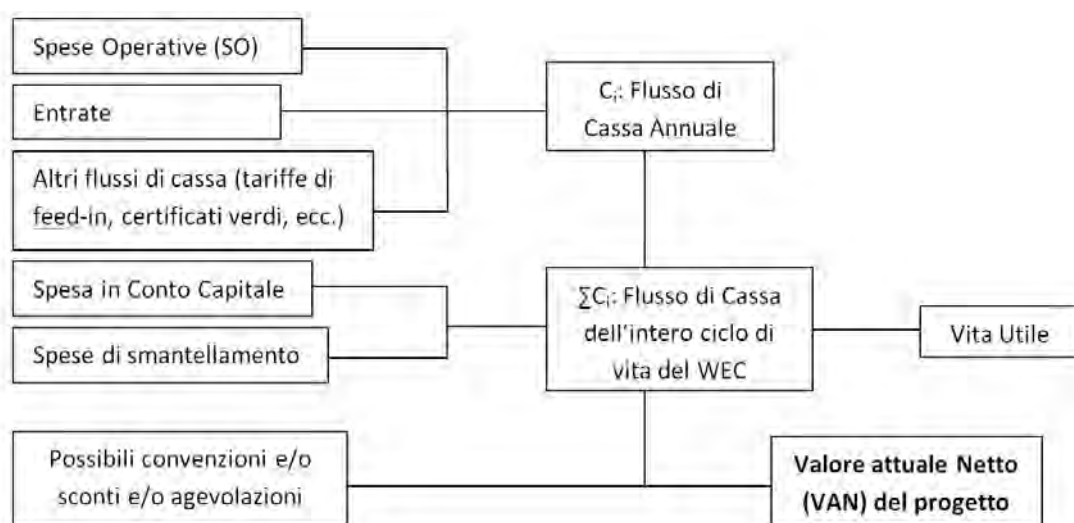 Spese Operative (SO)
Entrate
Altri flussi di cassa (tariffe di
feed-in, certificati verdi, ecc.)
Spesa in Conto Capitale
Spese di smantellamento
Possibili convenzioni e/o
sconti e/o agevolazioni
Cᵢ: Flusso di
Cassa Annuale
∑Cᵢ: Flusso di Cassa
dell'intero ciclo di
vita del WEC
Vita Utile
Valore attuale Netto
(VAN) del progetto